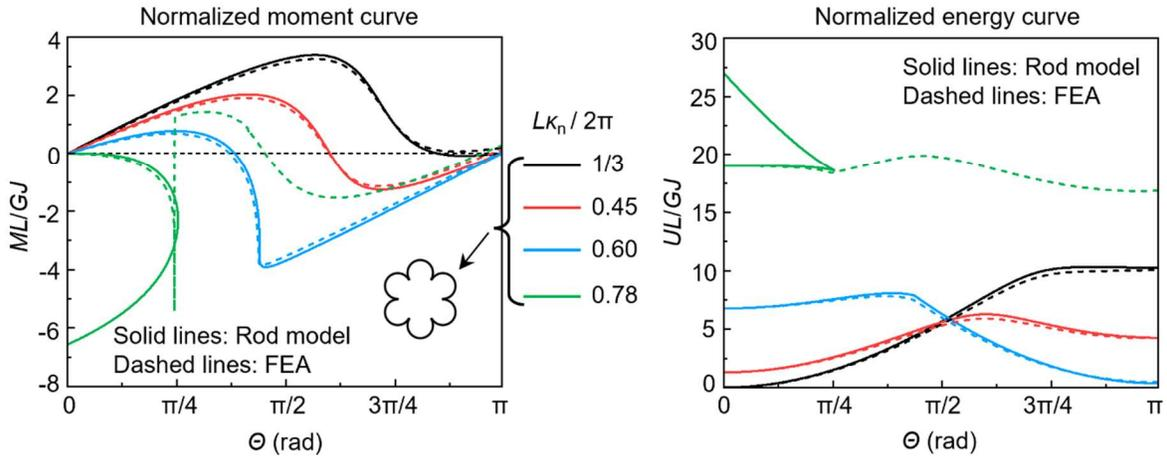 Normalized moment curve
4
2
0
-2
-4
-6
-8
ML/GJ
Solid lines: Rod model
Dashed lines: FEA
0
π/4
π/2
3π/4
π
Θ (rad)
Lκn / 2π
1/3
0.45
0.60
0.78
Normalized energy curve
30
25
20
15
10
5
0
UL/GJ
Solid lines: Rod model
Dashed lines: FEA
0
π/4
π/2
3π/4
π
Θ (rad)